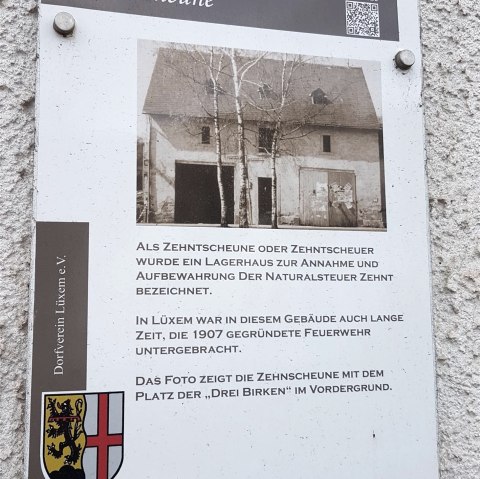 ALS ZEHNTSCHEUNE ODER ZEHNTSCHEUER
WURDE EIN LAGERHAUS ZUR ANNAHME UND
AUFBEWAHRUNG DER NATURALSTEUER ZEHNT
BEZEICHNET.
IN LÜXEM WAR IN DIESEM GEBÄUDE AUCH LANGE
ZEIT, DIE 1907 GEGRÜNDETE FEUERWEHR
UNTERGEBRACHT.
DAS FOTO ZEIGT DIE ZEHNSCHEUNE MIT DEM
PLATZ DER „DREI BIRKEN" IM VORDERGRUND.
Dorfverein Lüxem e.V.